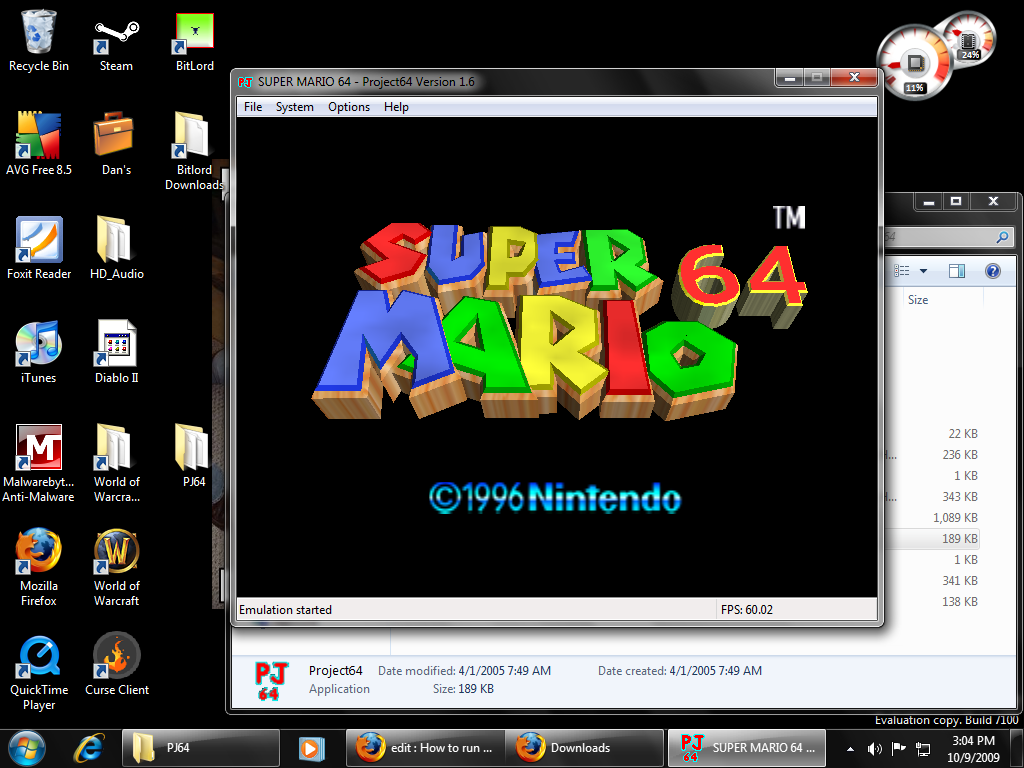 Recycle Bin
Steam
BitLord
AVG Free 8.5
Dan's
Bitlord
Downloads
Foxit Reader
HD_Audio
iTunes
Diablo II
Malwarebyt...
Anti-Malware
World of
Warcra...
PJ64
Mozilla
Firefox
World of
Warcraft
QuickTime
Player
Curse Client
11%
24%
SUPER MARIO 64 - Project64 Version 1.6
File System Options Help
TM
SUPER
MARIO 64
©1996 Nintendo
Emulation started
FPS: 60.02
64
Size
22 KB
236 KB
1 KB
343 KB
1,089 KB
189 KB
1 KB
341 KB
138 KB
PJ
64
Project64 Date modified: 4/1/2005 7:49 AM Date created: 4/1/2005 7:49 AM
Application Size: 189 KB
Evaluation copy. Build 7100
PJ64
edit : How to run ...
Downloads
SUPER MARIO 64 ...
3:04 PM
10/9/2009